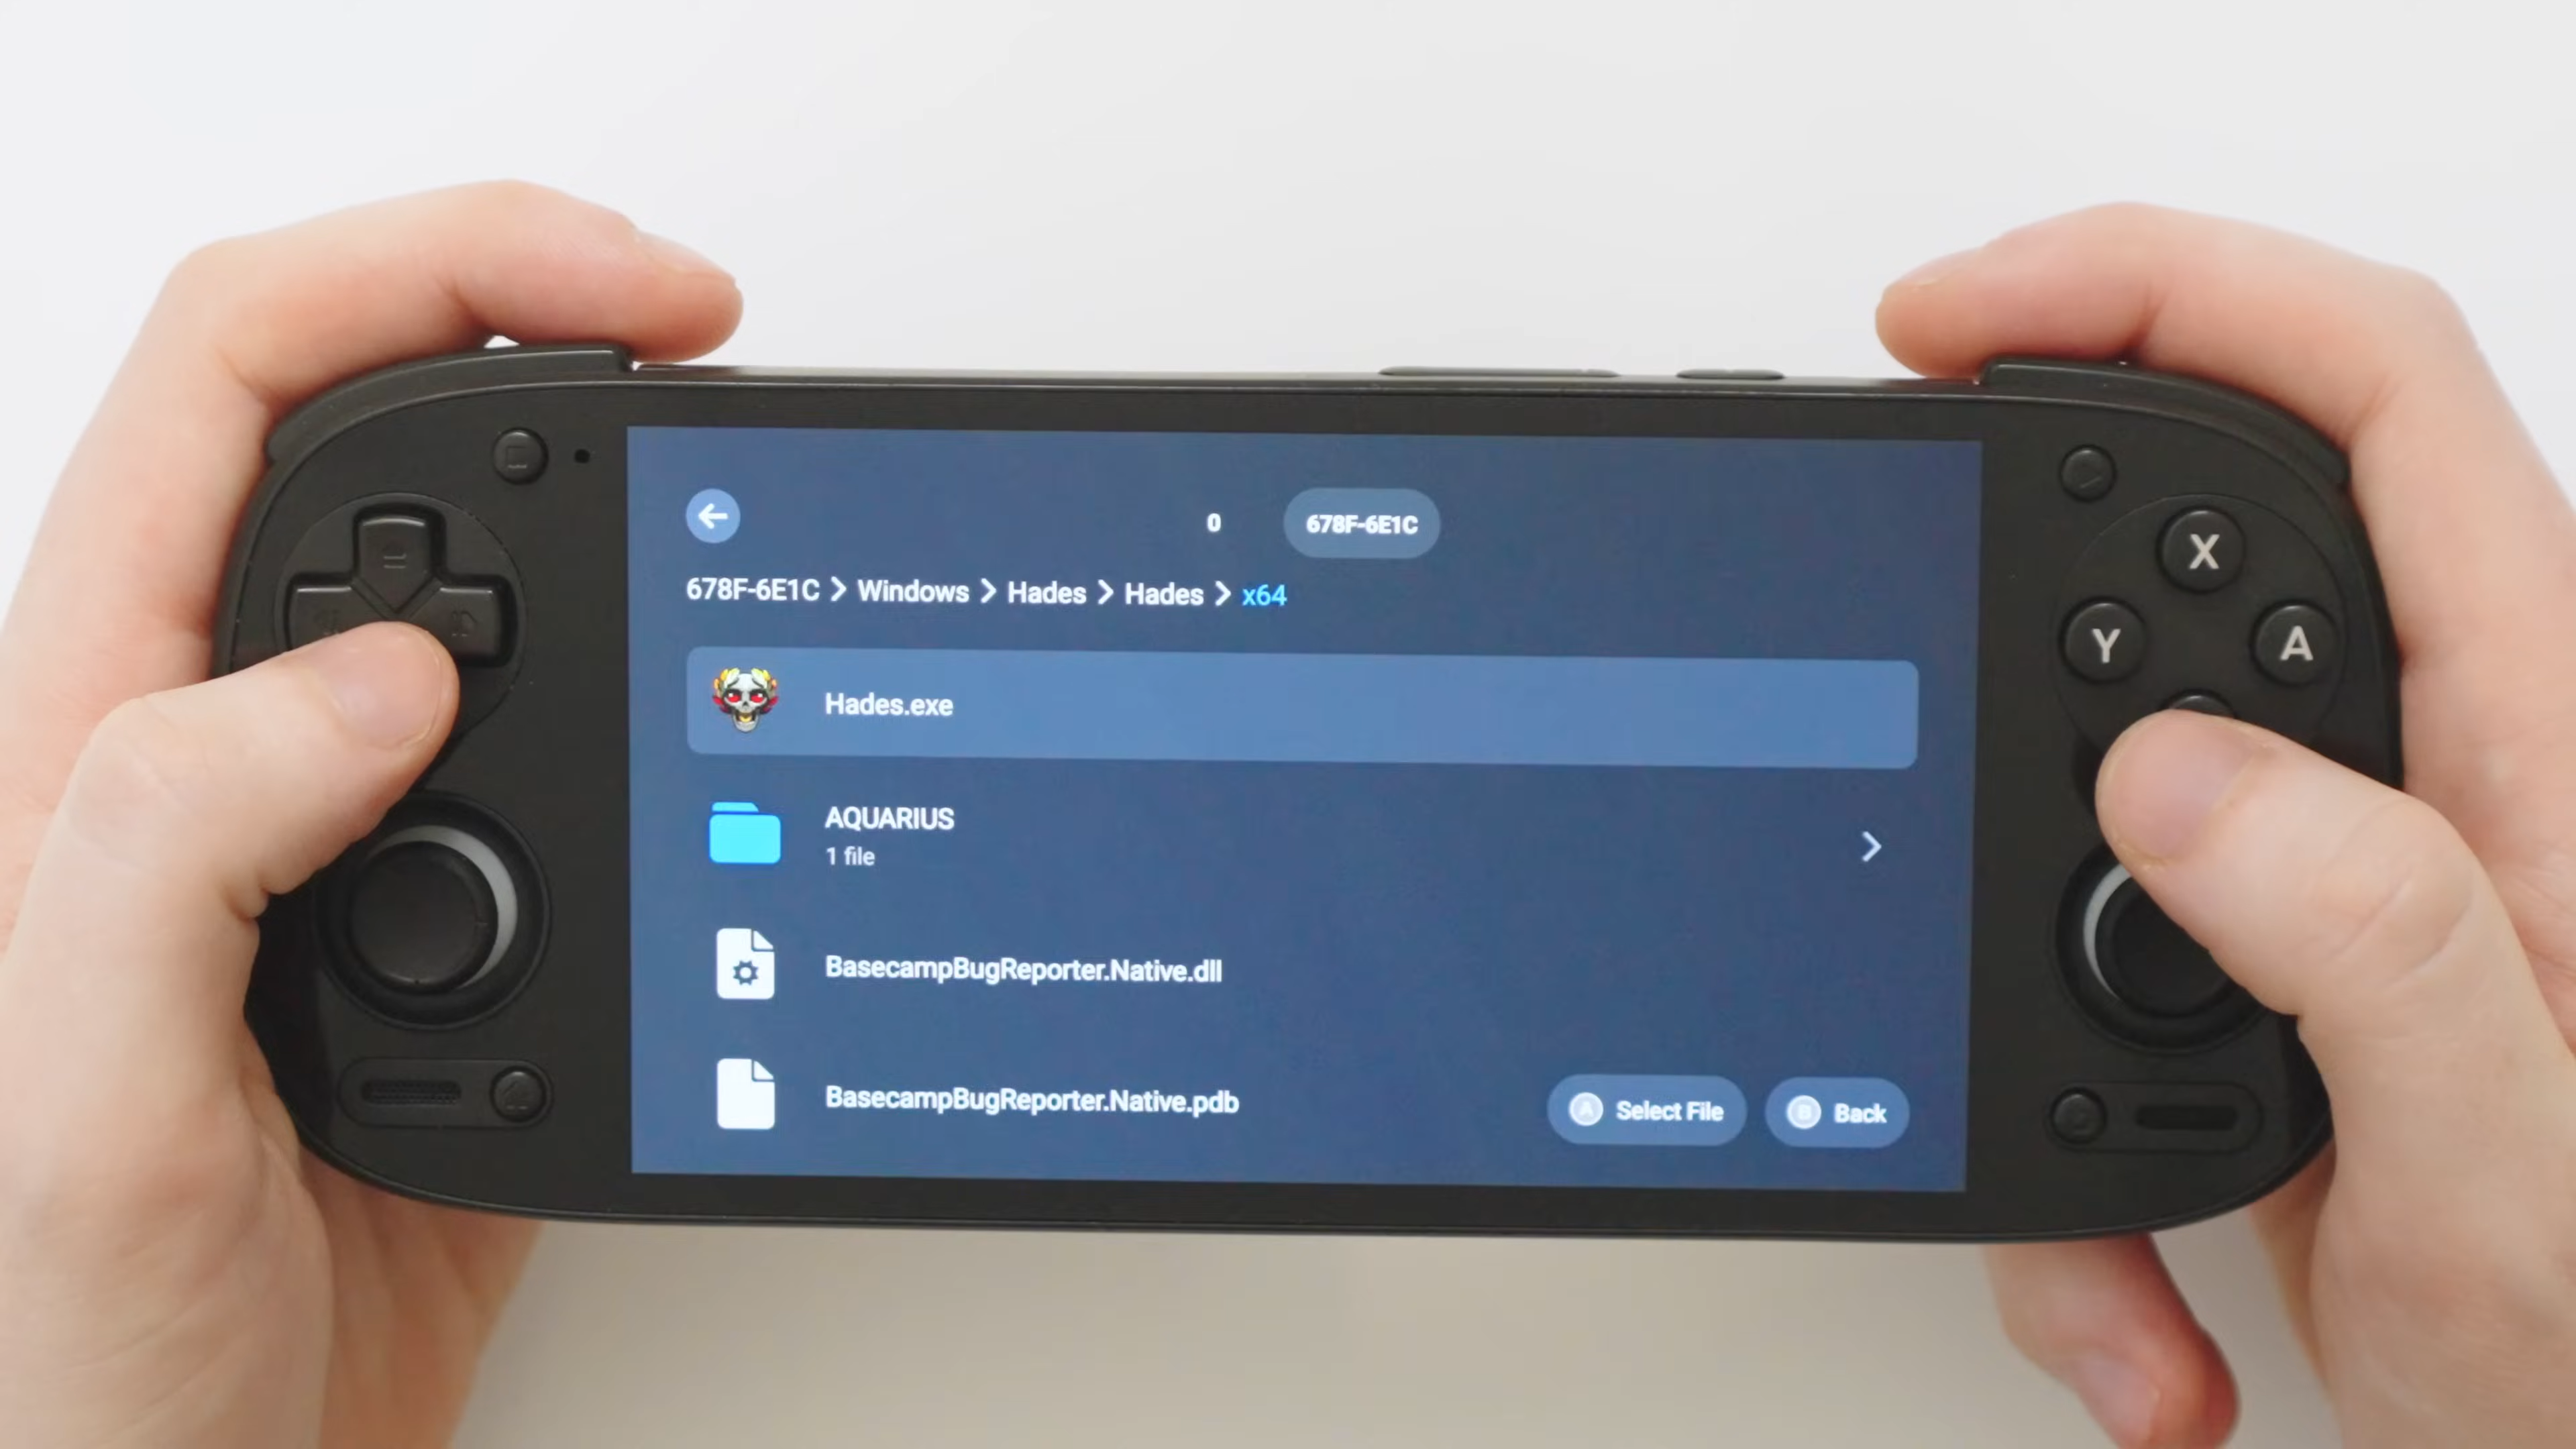 0 678F-6E1C
678F-6E1C > Windows > Hades > Hades > x64
Hades.exe
AQUARIUS
1 file
BasecampBugReporter.Native.dll
BasecampBugReporter.Native.pdb
A Select File B Back
X
Y A